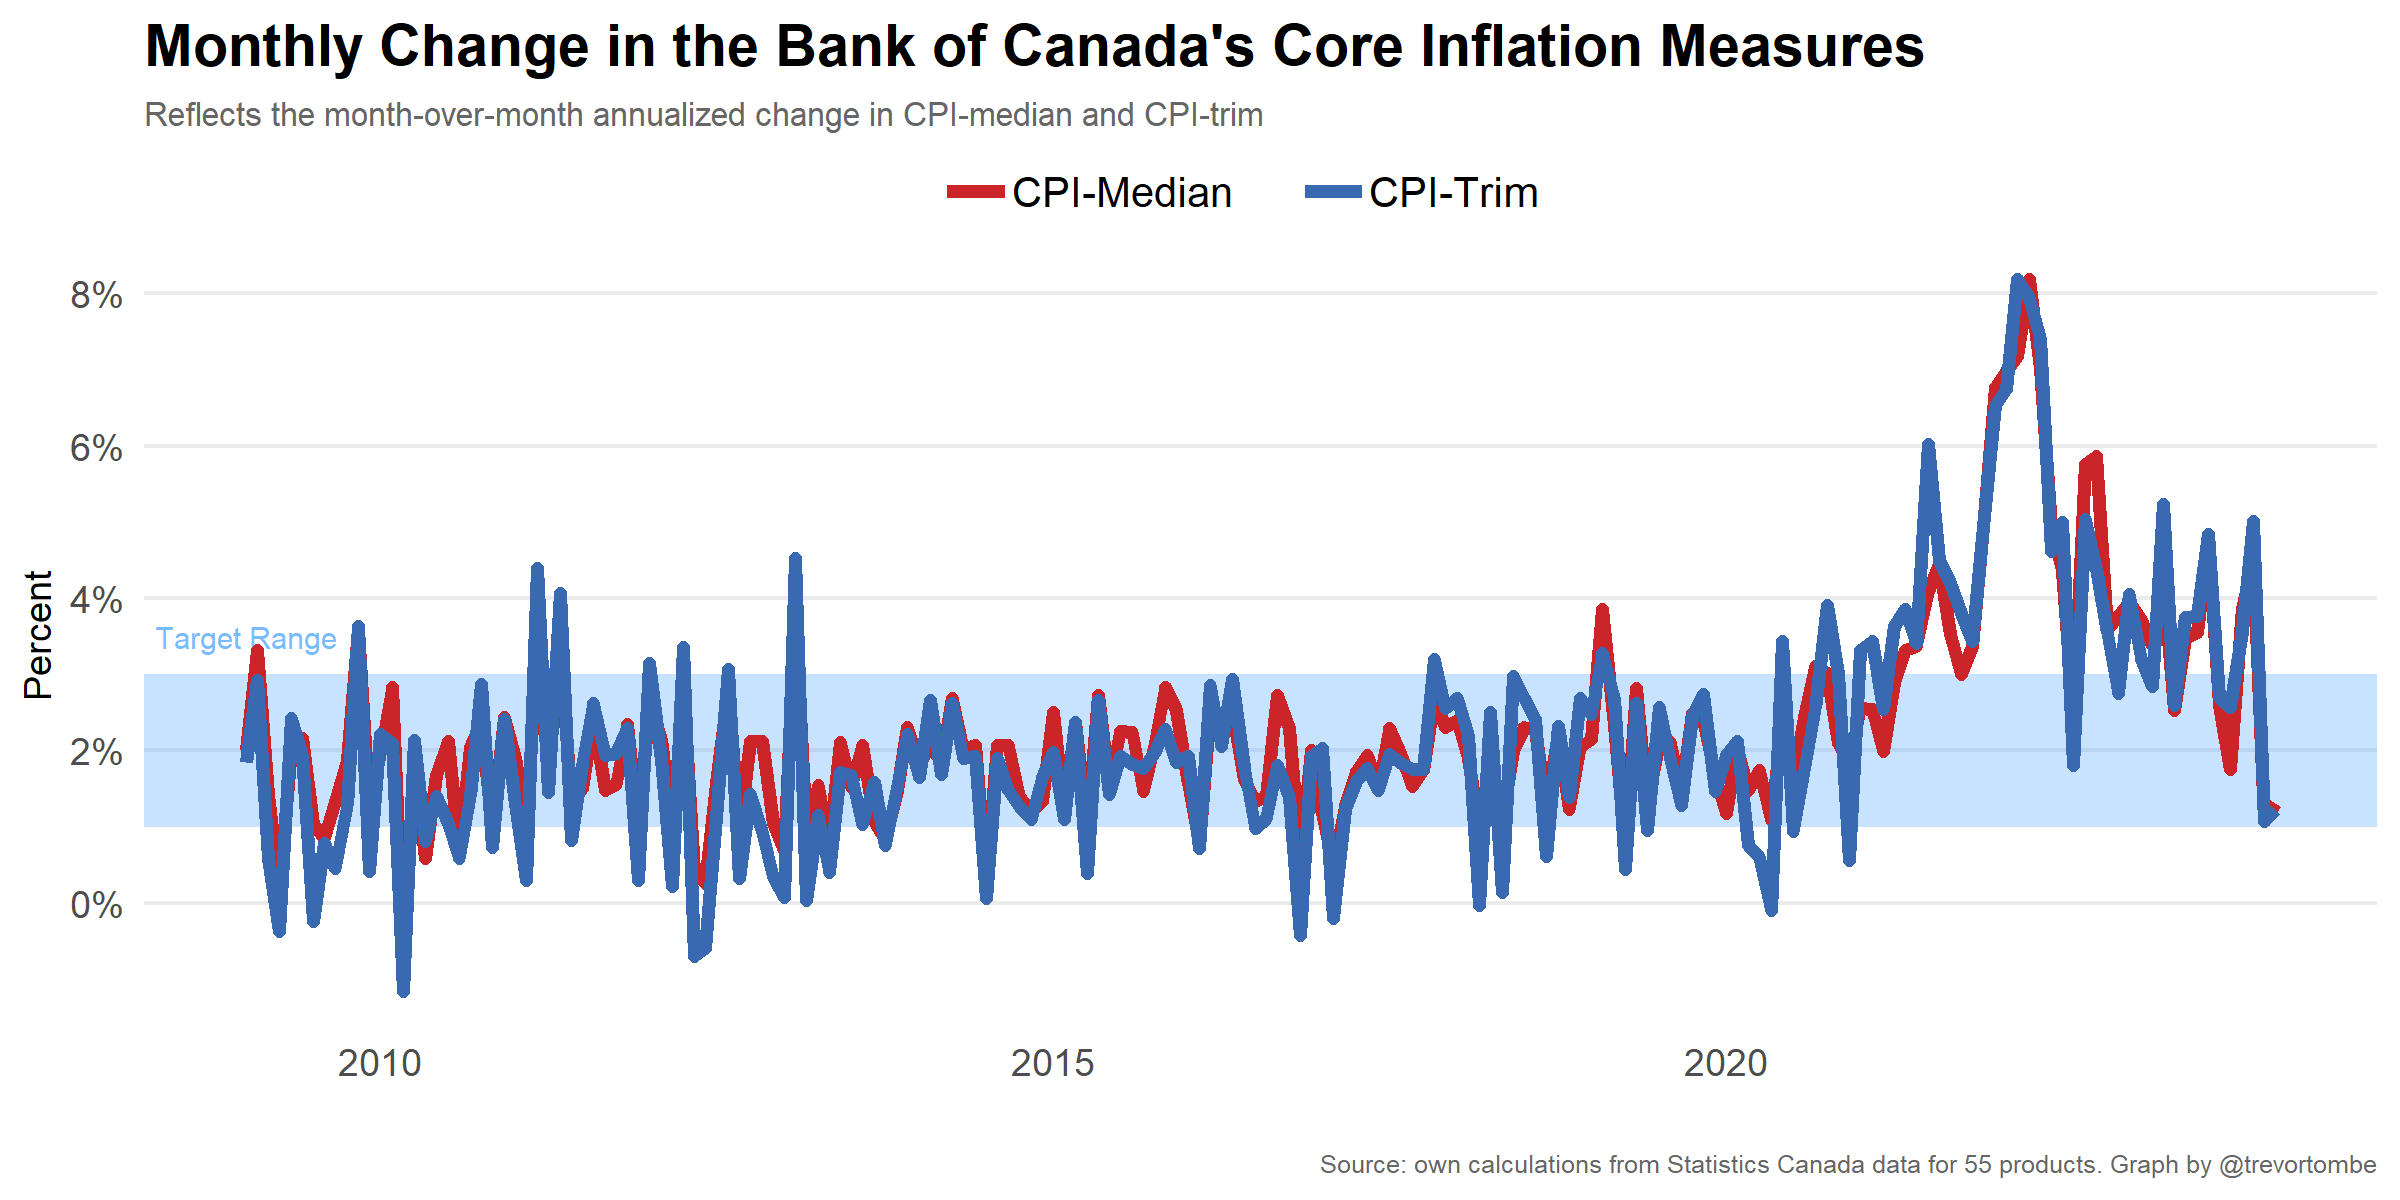 Monthly Change in the Bank of Canada's Core Inflation Measures
Reflects the month-over-month annualized change in CPI-median and CPI-trim
CPI-Median
CPI-Trim
8%
6%
4%
2%
0%
Percent
Target Range
2010
2015
2020
Source: own calculations from Statistics Canada data for 55 products. Graph by @trevortombe